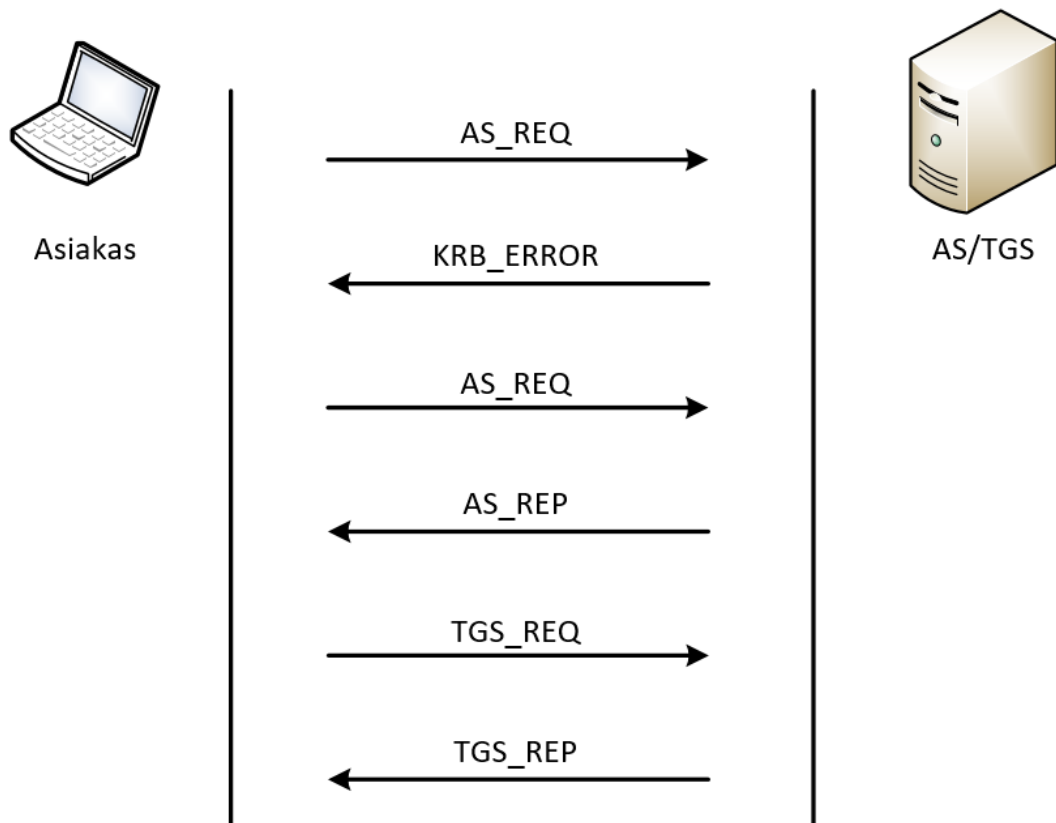 AS_REQ
Asiakas
KRB_ERROR
AS/TGS
AS_REQ
AS_REP
TGS_REQ
TGS_REP